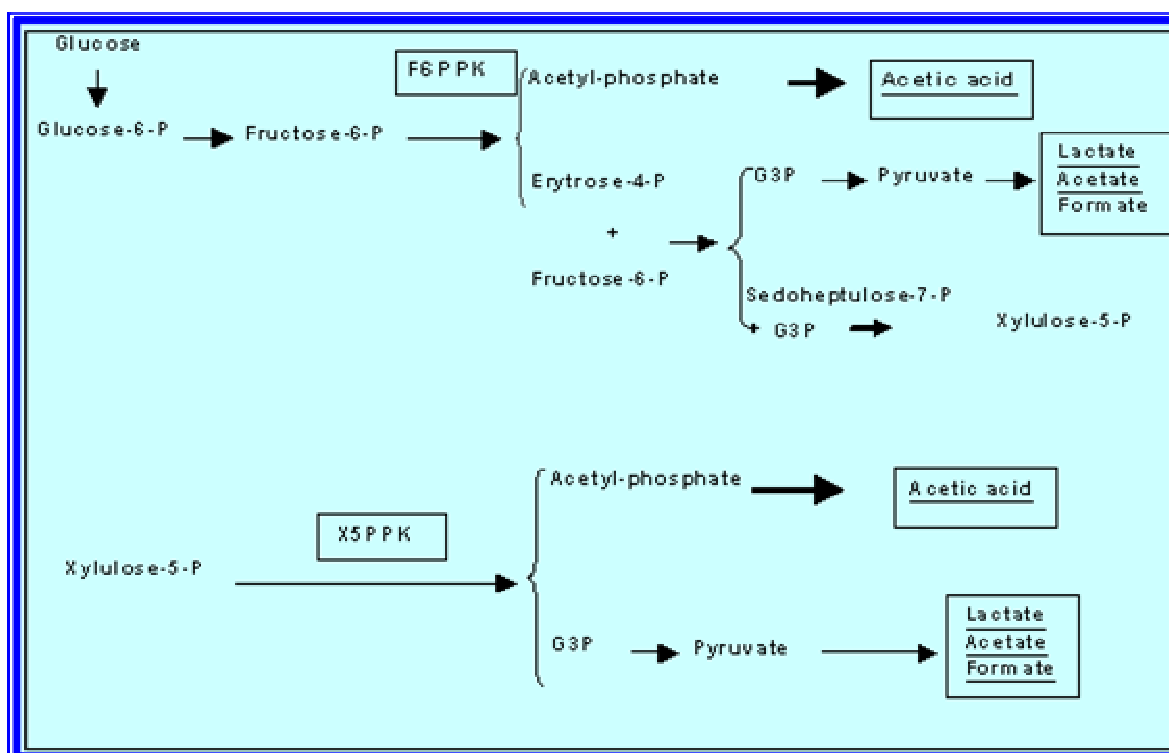 Glucose
F6PPK
Acetyl-phosphate
Acetic acid
Glucose-6-P
Fructose-6-P
Erytrose-4-P
G3P
Pyruvate
Lactate
Acetate
Formate
+
Fructose-6-P
Sedoheptulose-7-P
+ G3P
Xylulose-5-P
Acetyl-phosphate
Acetic acid
X5PPK
Xylulose-5-P
G3P
Pyruvate
Lactate
Acetate
Formate